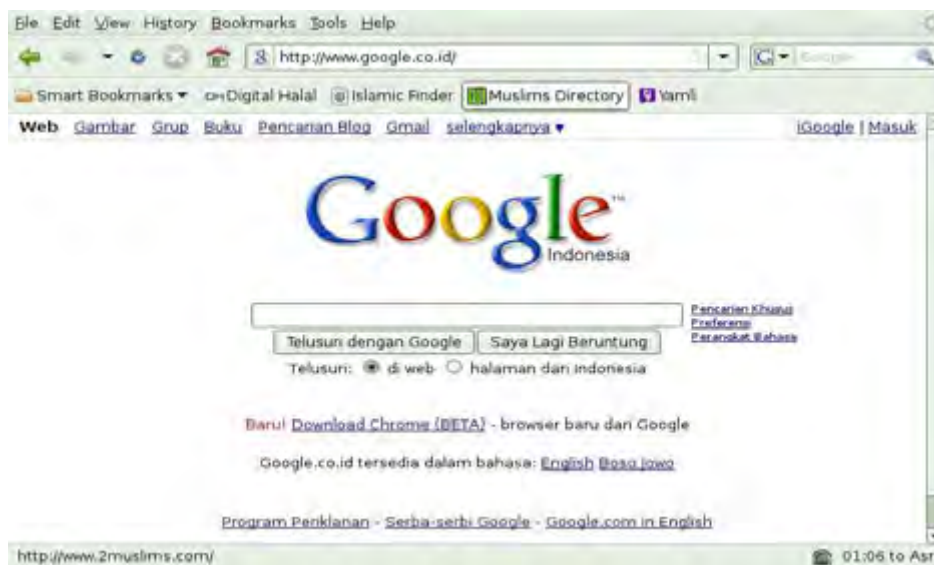 File Edit View History Bookmarks Tools Help
http://www.google.co.id/ Google
Smart Bookmarks Digital Halal Islamic Finder Muslims Directory Yamli
Web Gambar Grup Buku Pencarian Blog Gmail selengkapnya ▼ iGoogle | Masuk
Google™
Indonesia
Pencarian Khusus
Preferensi
Perangkat Bahasa
Telusuri dengan Google Saya Lagi Beruntung
Telusuri: di web halaman dari Indonesia
Baru! Download Chrome (BETA) - browser baru dari Google
Google.co.id tersedia dalam bahasa: English Boso Jowo
Program Periklanan - Serba-serbi Google - Google.com in English
http://www.2muslims.com/ 01:06 to Asr